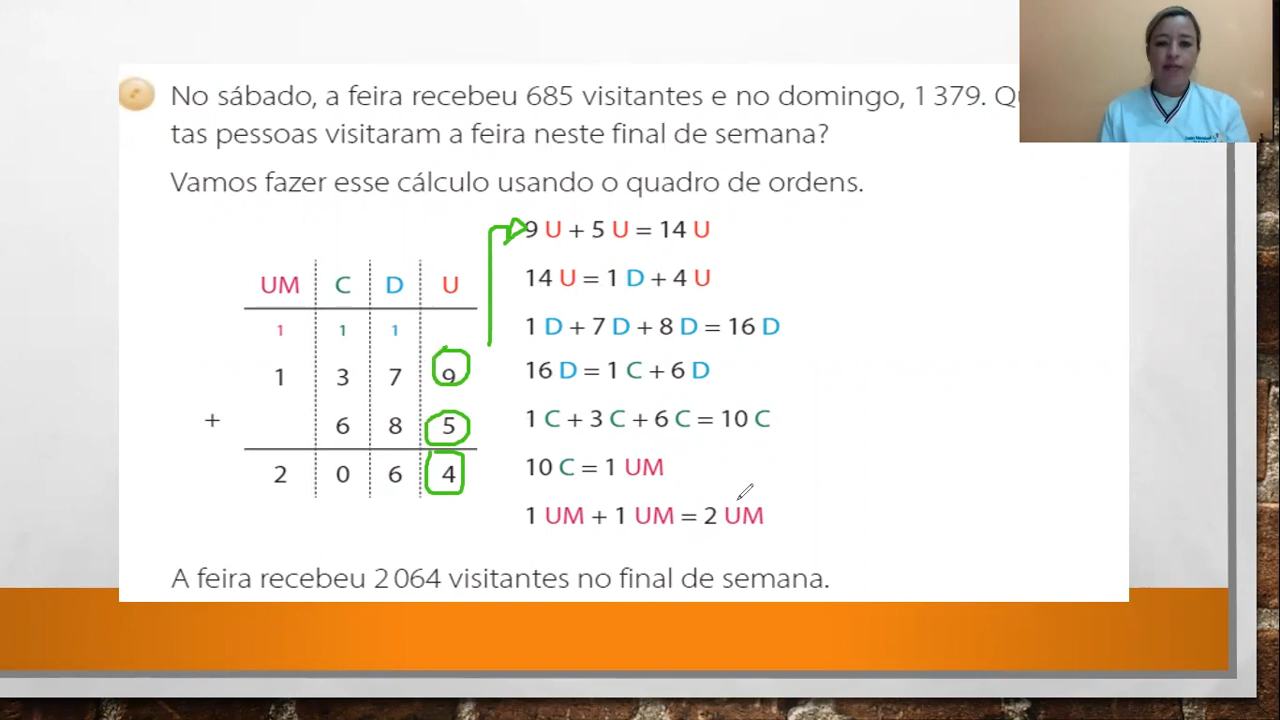 No sábado, a feira recebeu 685 visitantes e no domingo, 1 379.
tas pessoas visitaram a feira neste final de semana?
Vamos fazer esse cálculo usando o quadro de ordens.
UM C D U
1 1 1
1 3 7 9
+ 6 8 5
2 0 6 4
9 U + 5 U = 14 U
14 U = 1 D + 4 U
1 D + 7 D + 8 D = 16 D
16 D = 1 C + 6 D
1 C + 3 C + 6 C = 10 C
10 C = 1 UM
1 UM + 1 UM = 2 UM
A feira recebeu 2 064 visitantes no final de semana.